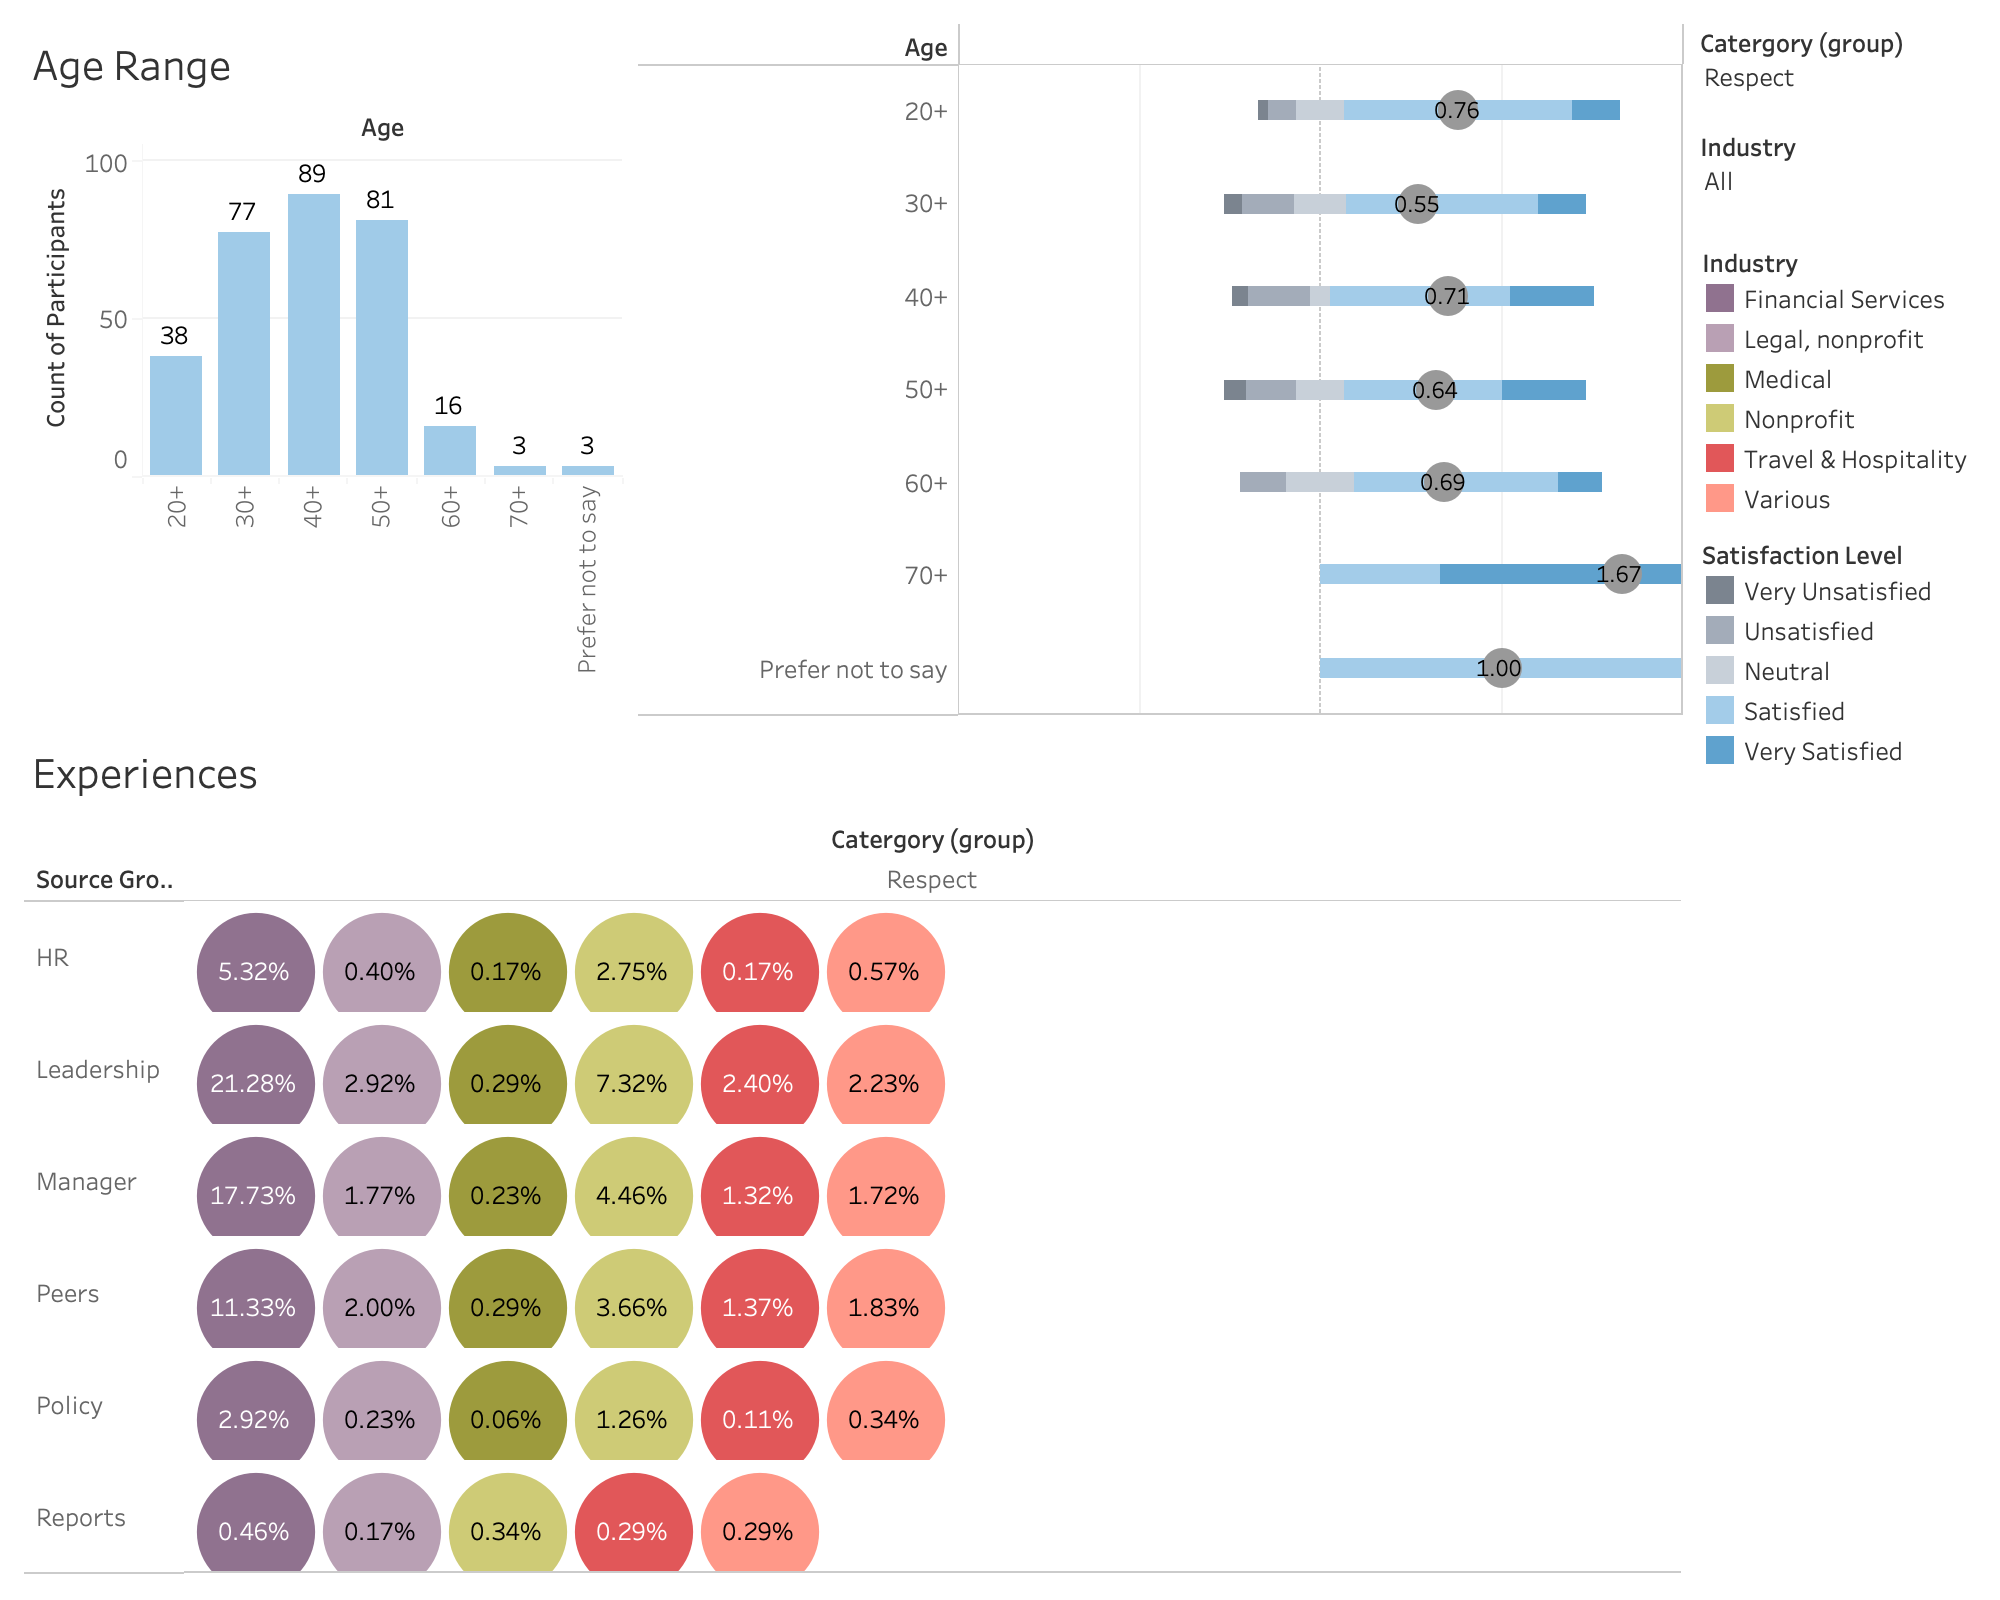 Age Range
Age
Count of Participants
100
50
0
38
77
89
81
16
3
3
20+
30+
40+
50+
60+
70+
Prefer not to say
Age
20+
0.76
30+
0.55
40+
0.71
50+
0.64
60+
0.69
70+
1.67
Prefer not to say
1.00
Catergory (group)
Respect
Industry
All
Industry
Financial Services
Legal, nonprofit
Medical
Nonprofit
Travel & Hospitality
Various
Satisfaction Level
Very Unsatisfied
Unsatisfied
Neutral
Satisfied
Very Satisfied
Experiences
Catergory (group)
Source Gro.. Respect
HR 5.32% 0.40% 0.17% 2.75% 0.17% 0.57%
Leadership 21.28% 2.92% 0.29% 7.32% 2.40% 2.23%
Manager 17.73% 1.77% 0.23% 4.46% 1.32% 1.72%
Peers 11.33% 2.00% 0.29% 3.66% 1.37% 1.83%
Policy 2.92% 0.23% 0.06% 1.26% 0.11% 0.34%
Reports 0.46% 0.17% 0.34% 0.29% 0.29%